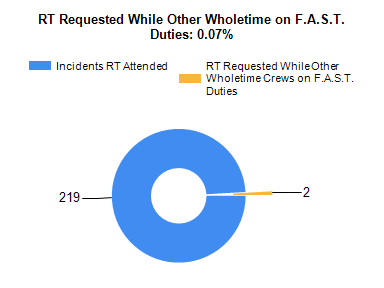 RT Requested While Other Wholetime on F.A.S.T.
Duties: 0.07%
Incidents RT Attended
RT Requested While Other
Wholetime Crews on F.A.S.T.
Duties
219
2